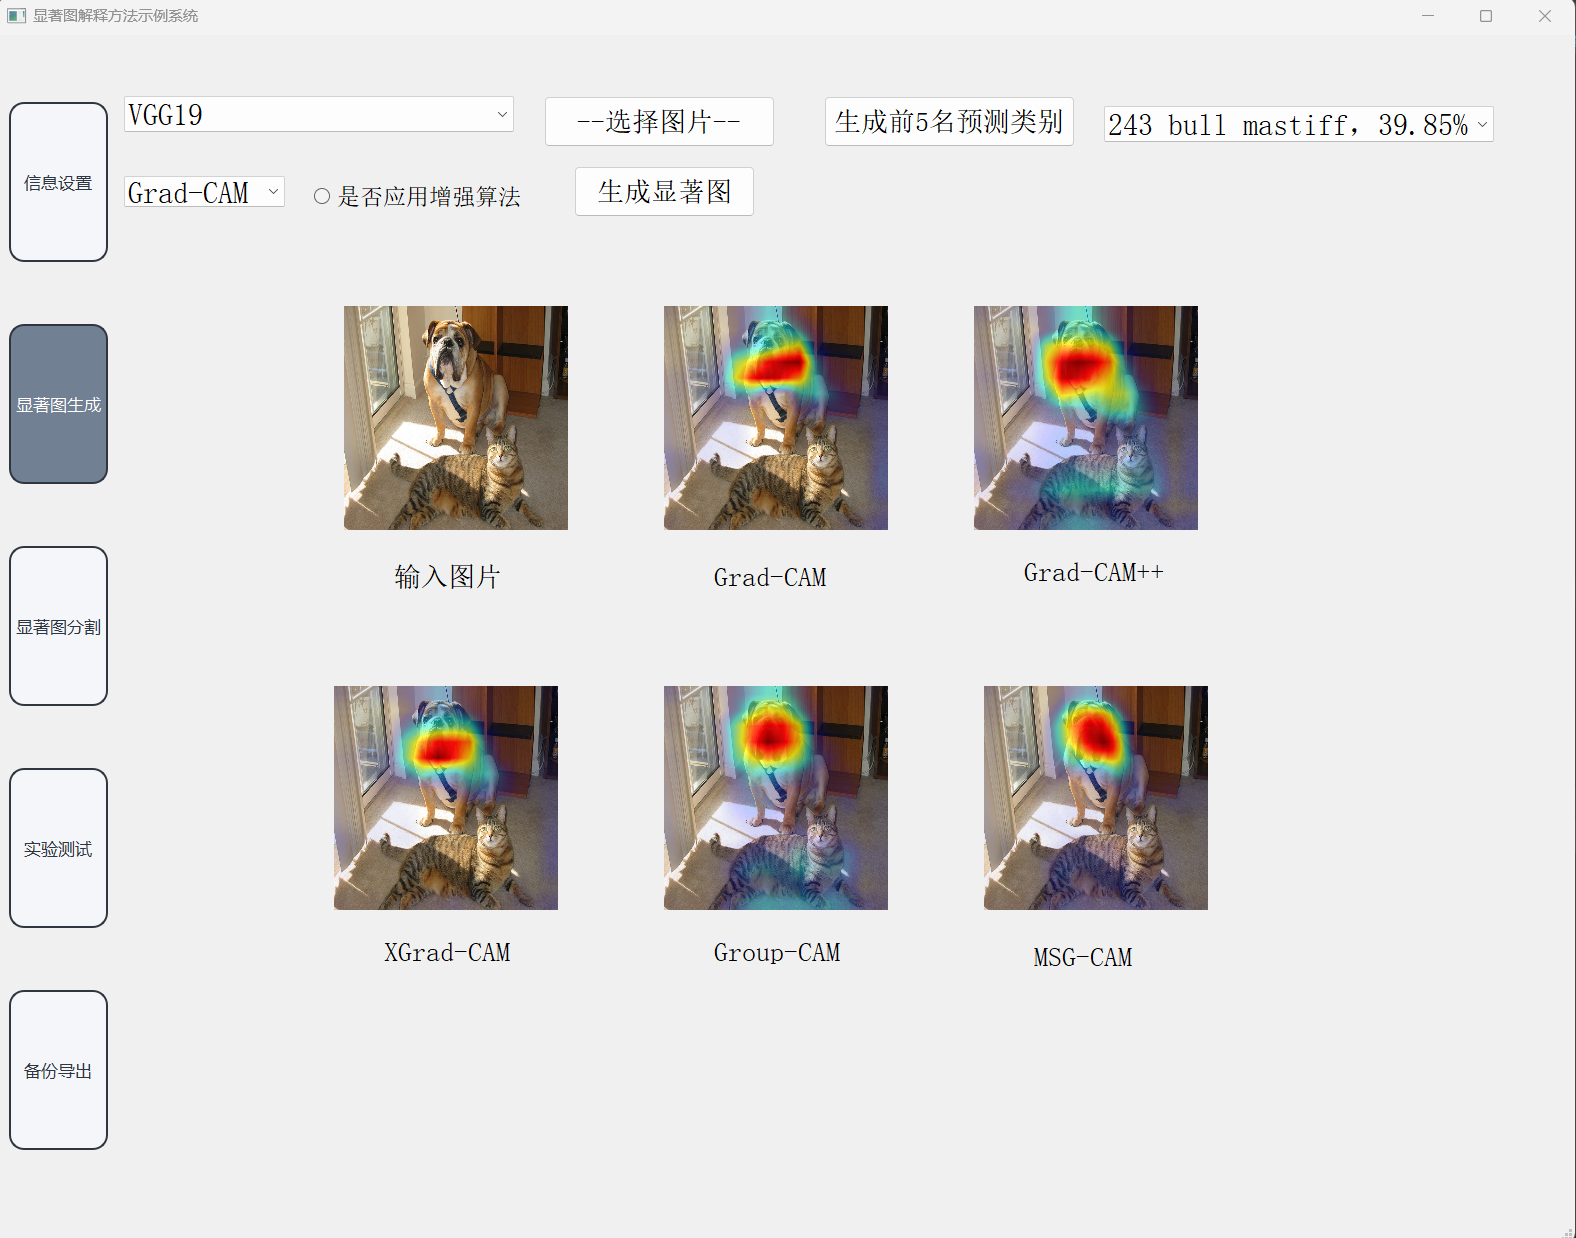 显著图解释方法示例系统
信息设置
显著图生成
显著图分割
实验测试
备份导出
VGG19
--选择图片--
生成前5名预测类别
243 bull mastiff, 39.85%
Grad-CAM
是否应用增强算法
生成显著图
输入图片
Grad-CAM
Grad-CAM++
XGrad-CAM
Group-CAM
MSG-CAM